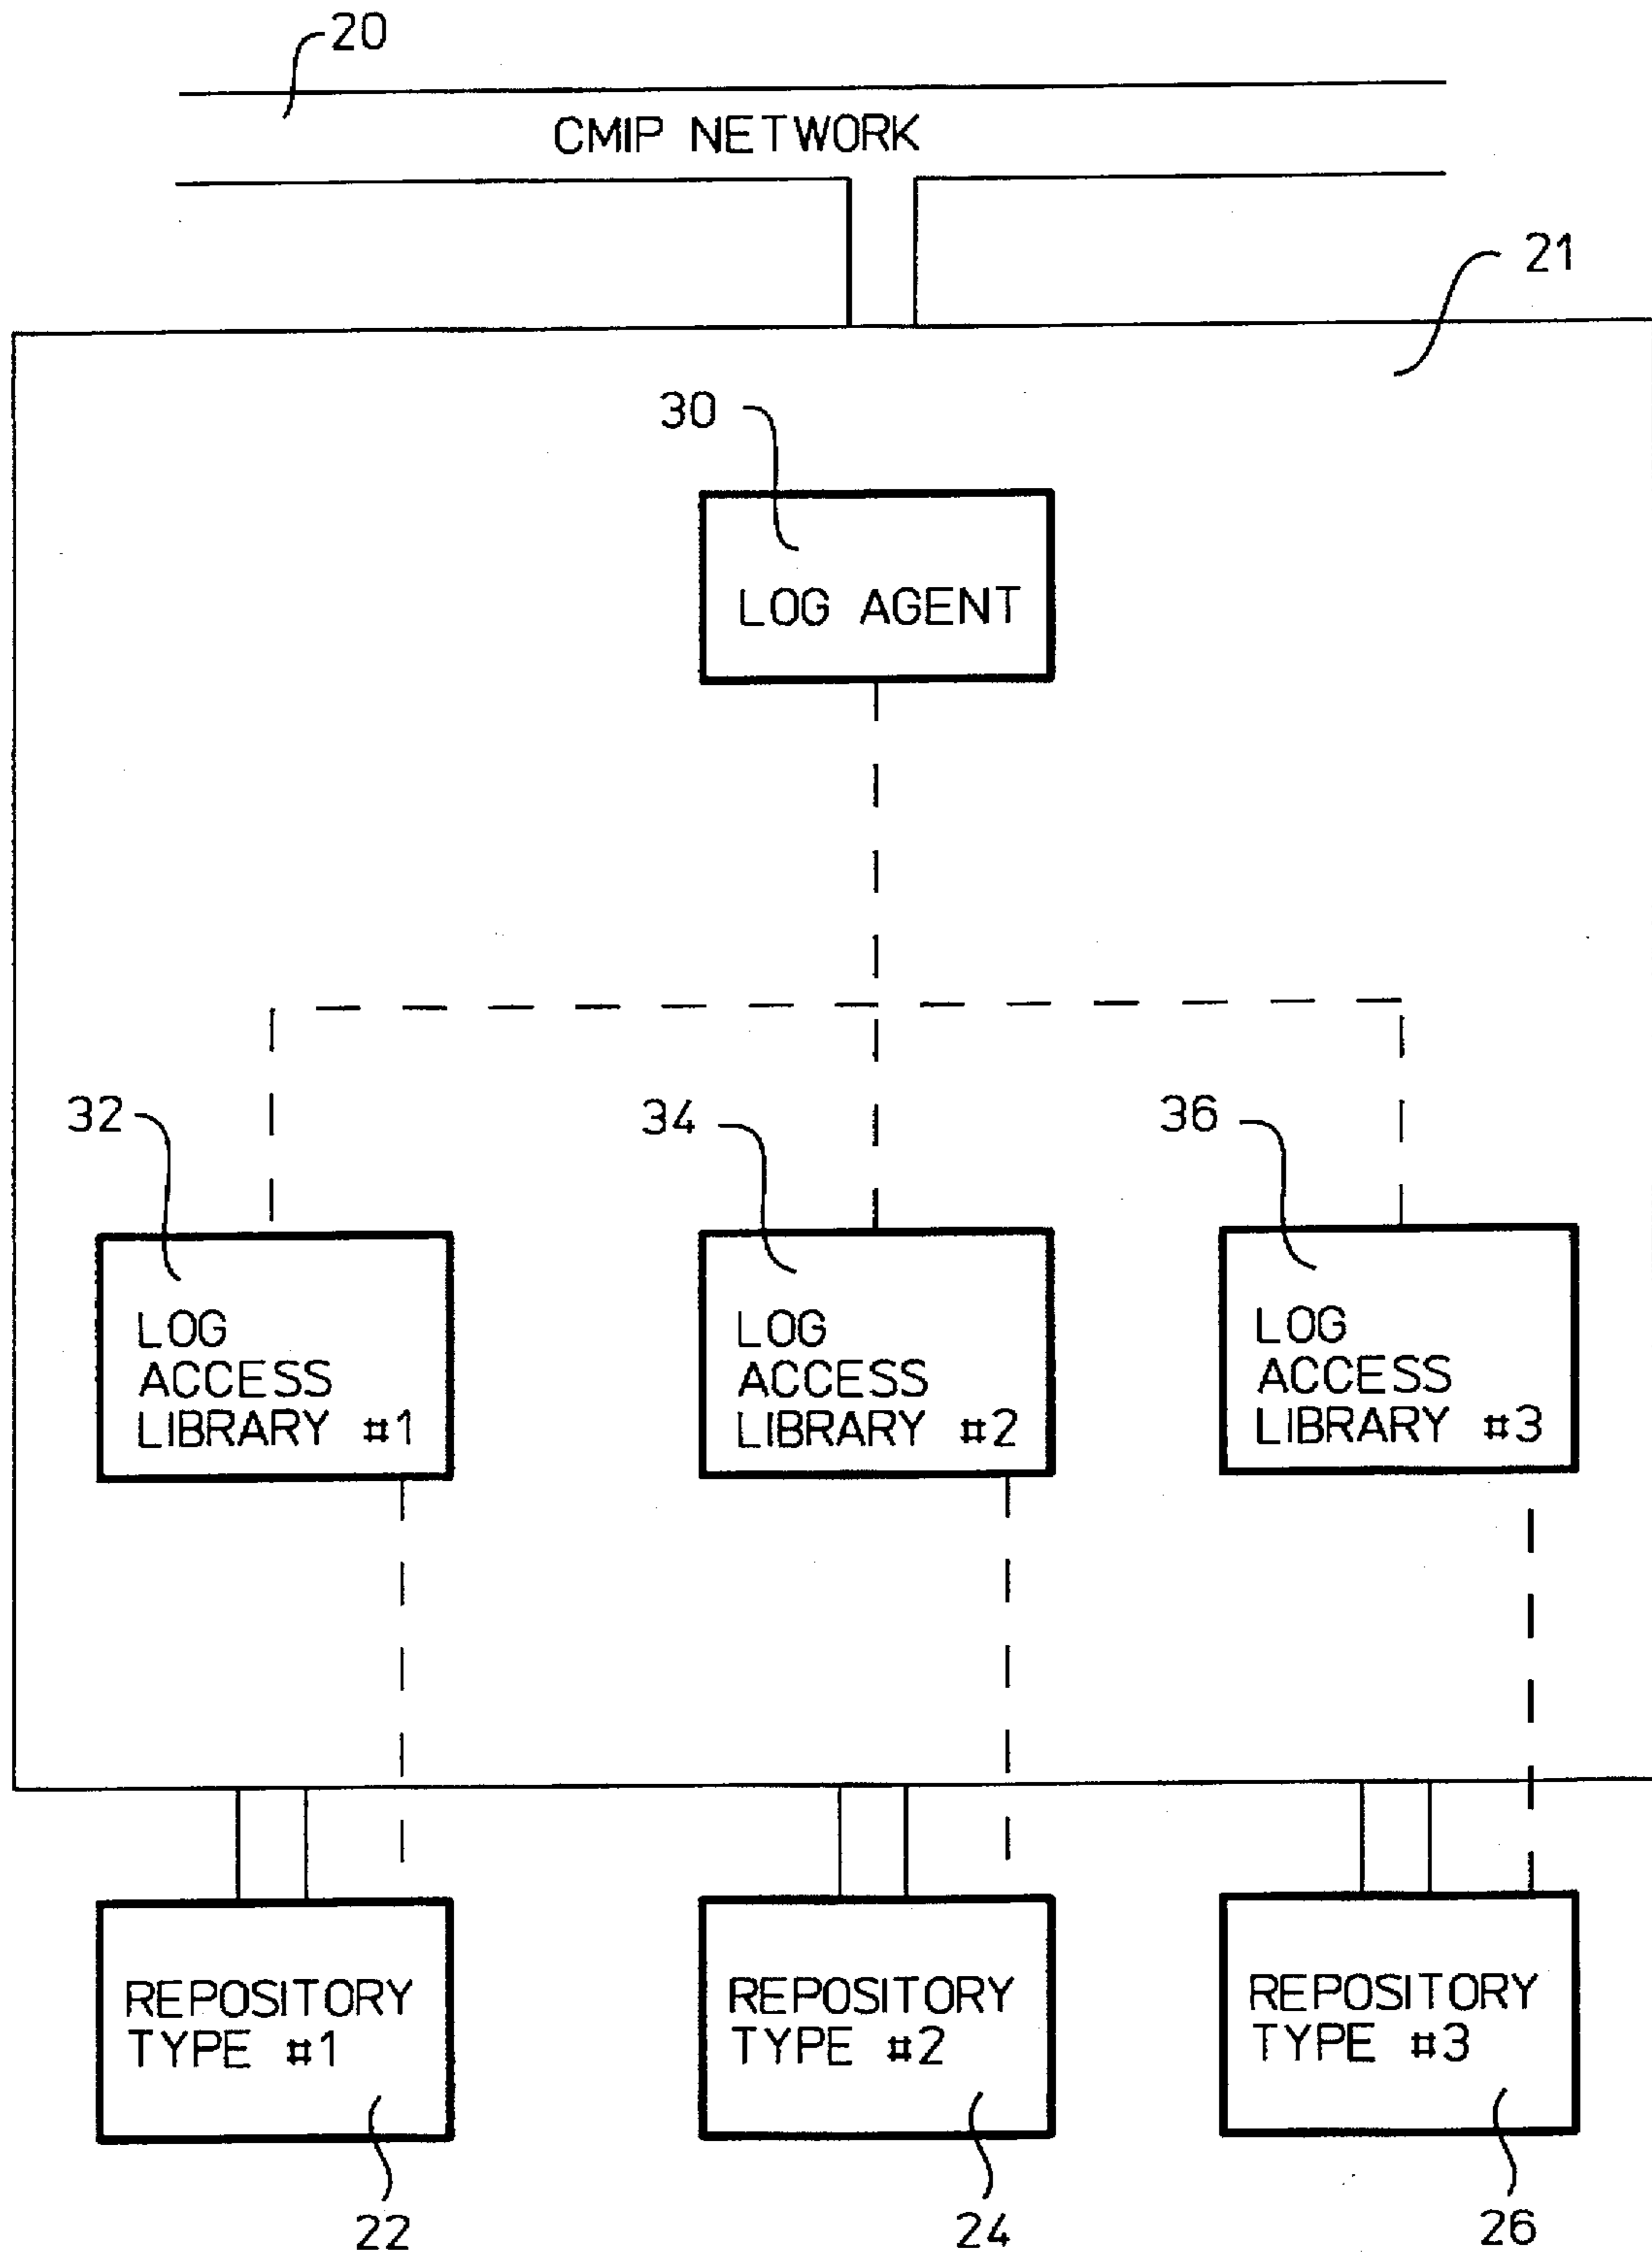 20
CMIP NETWORK
21
30
LOG AGENT
32
34
36
LOG
ACCESS
LIBRARY #1
LOG
ACCESS
LIBRARY #2
LOG
ACCESS
LIBRARY #3
REPOSITORY
TYPE #1
REPOSITORY
TYPE #2
REPOSITORY
TYPE #3
22
24
26